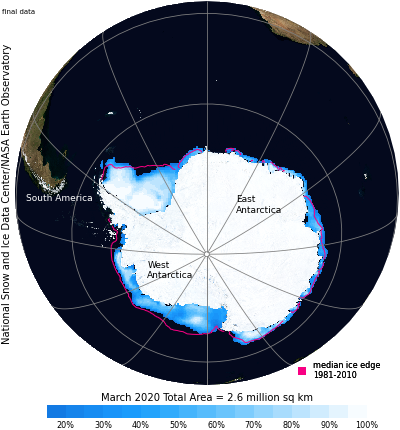 final data
National Snow and Ice Data Center/NASA Earth Observatory
South America
East
Antarctica
West
Antarctica
median ice edge
1981-2010
March 2020 Total Area = 2.6 million sq km
20% 30% 40% 50% 60% 70% 80% 90% 100%